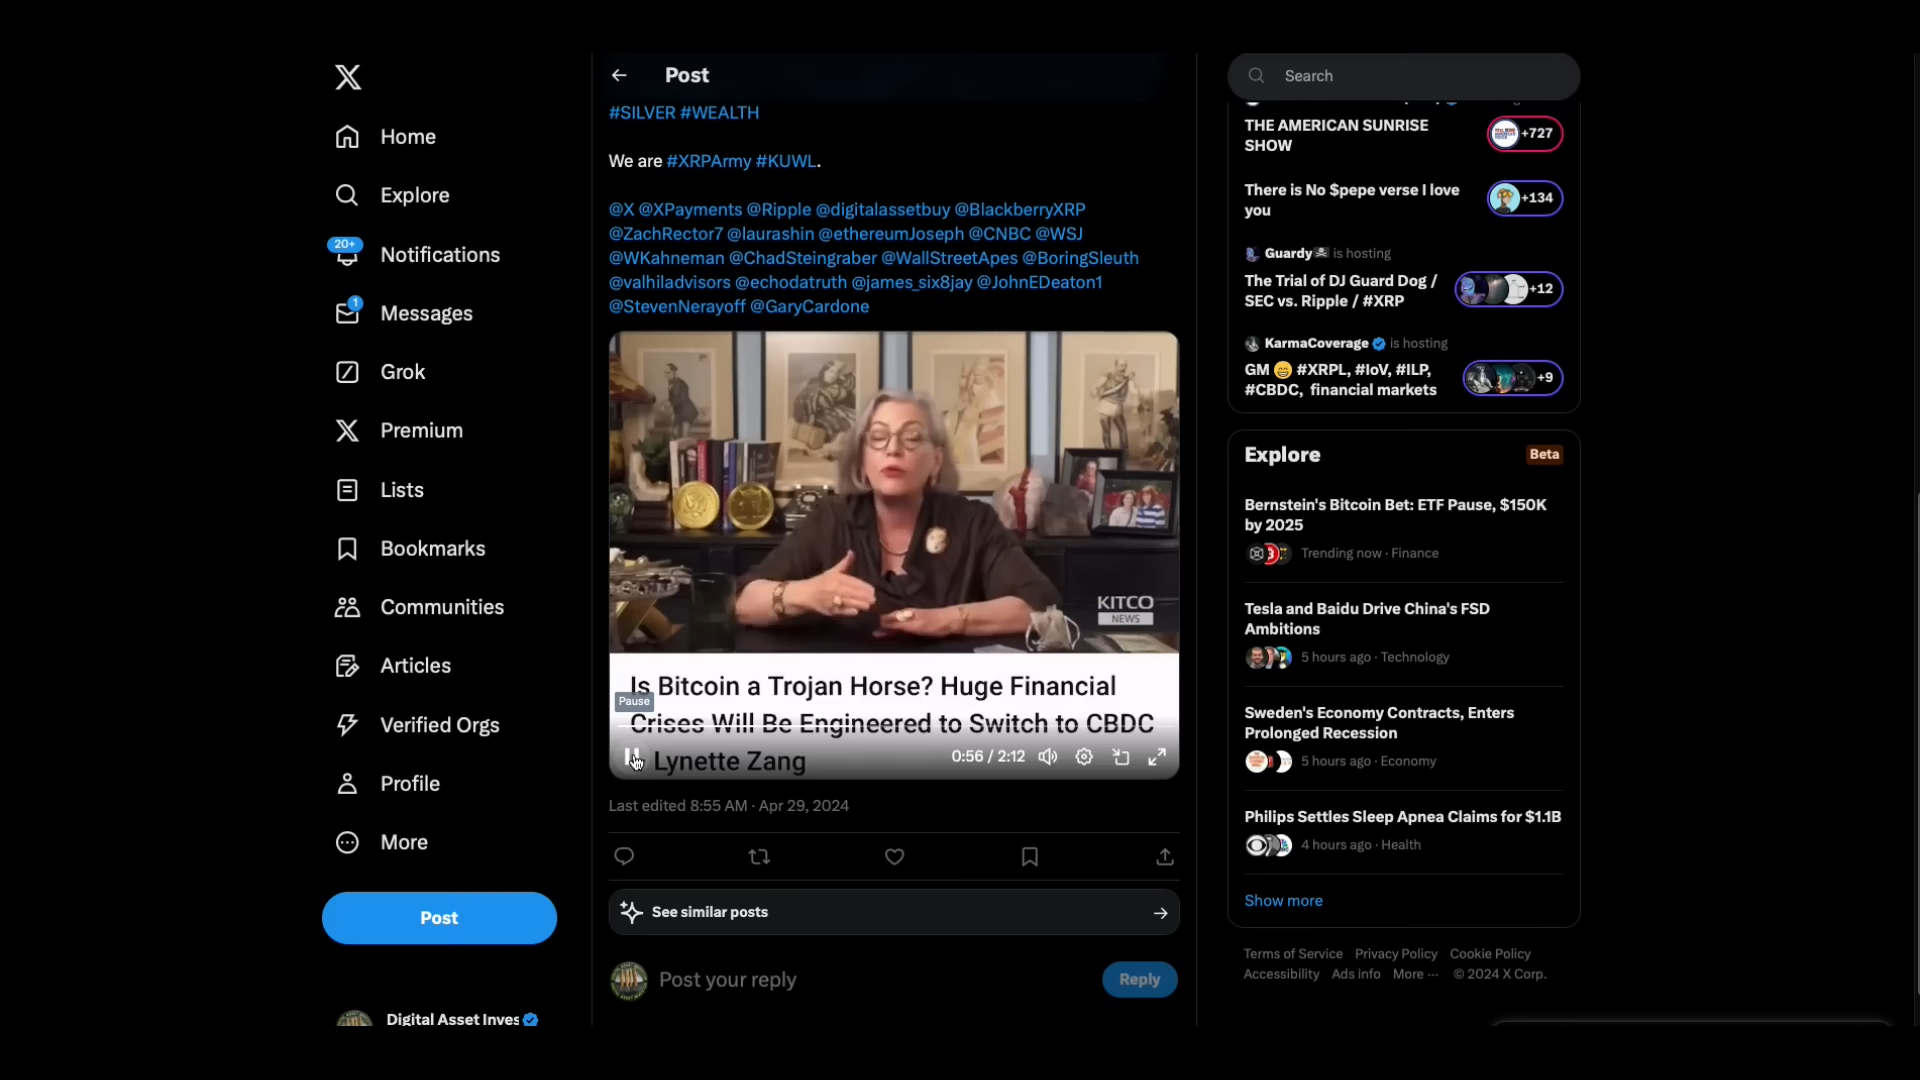 Home
Explore
20+
Notifications
1
Messages
Grok
Premium
Lists
Bookmarks
Communities
Articles
Verified Orgs
Profile
More
Post
Digital Asset Inves
Post
#SILVER #WEALTH
We are #XRPArmy #KUWL.
@X @XPayments @Ripple @digitalassetbuy @BlackberryXRP
@ZachRector7 @laurashin @ethereumJoseph @CNBC @WSJ
@WKahneman @ChadSteingraber @WallStreetApes @BoringSleuth
@valhiladvisors @echodatruth @james_six8jay @JohnEDeaton1
@StevenNerayoff @GaryCardone
KITCO
NEWS
Is Bitcoin a Trojan Horse? Huge Financial
Pause
Crises Will Be Engineered to Switch to CBDC
Lynette Zang
0:56 / 2:12
Last edited 8:55 AM · Apr 29, 2024
See similar posts
Post your reply
Reply
Search
THE AMERICAN SUNRISE
SHOW
+727
There is No $pepe verse I love
you
+134
Guardy is hosting
The Trial of DJ Guard Dog /
SEC vs. Ripple / #XRP
+12
KarmaCoverage is hosting
GM 😁 #XRPL, #IoV, #ILP,
#CBDC, financial markets
+9
Explore
Beta
Bernstein's Bitcoin Bet: ETF Pause, $150K
by 2025
Trending now · Finance
Tesla and Baidu Drive China's FSD
Ambitions
5 hours ago · Technology
Sweden's Economy Contracts, Enters
Prolonged Recession
5 hours ago · Economy
Philips Settles Sleep Apnea Claims for $1.1B
4 hours ago · Health
Show more
Terms of Service Privacy Policy Cookie Policy
Accessibility Ads info More ··· © 2024 X Corp.